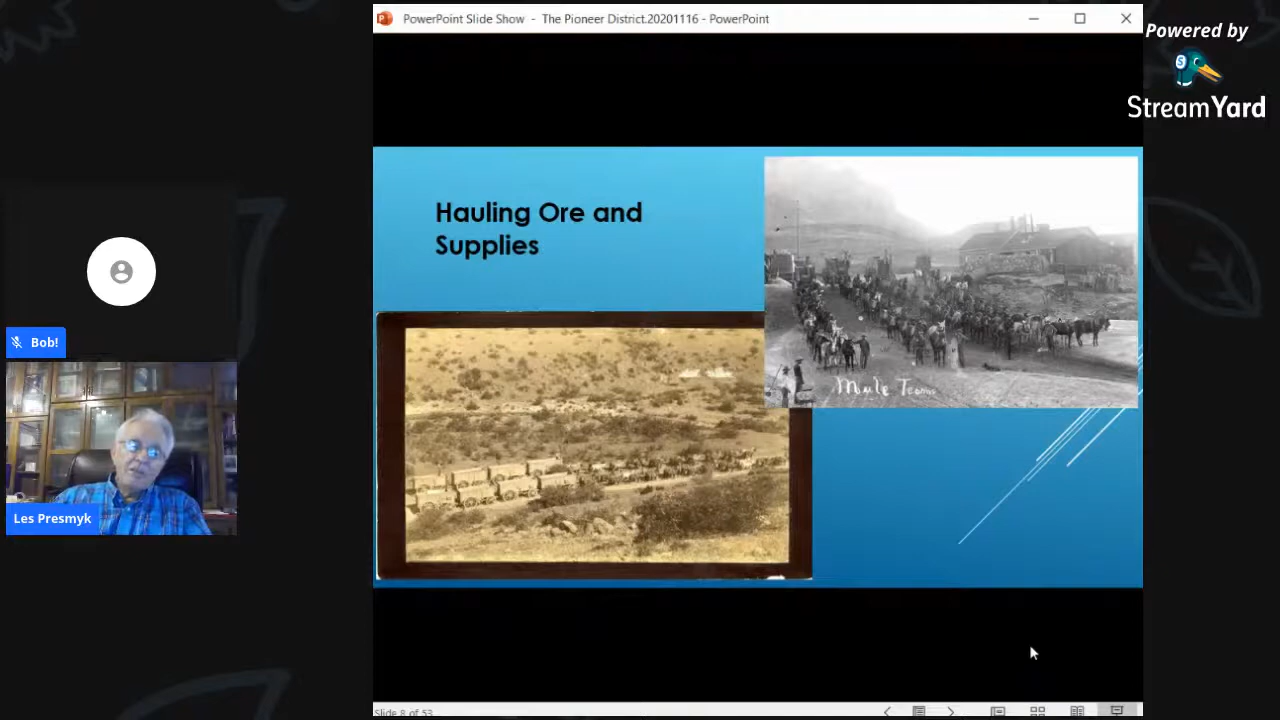 PowerPoint Slide Show - The Pioneer District.20201116 - PowerPoint
Powered by
StreamYard
Hauling Ore and
Supplies
Mule Teams
Bob!
Les Presmyk
Slide 8 of 53